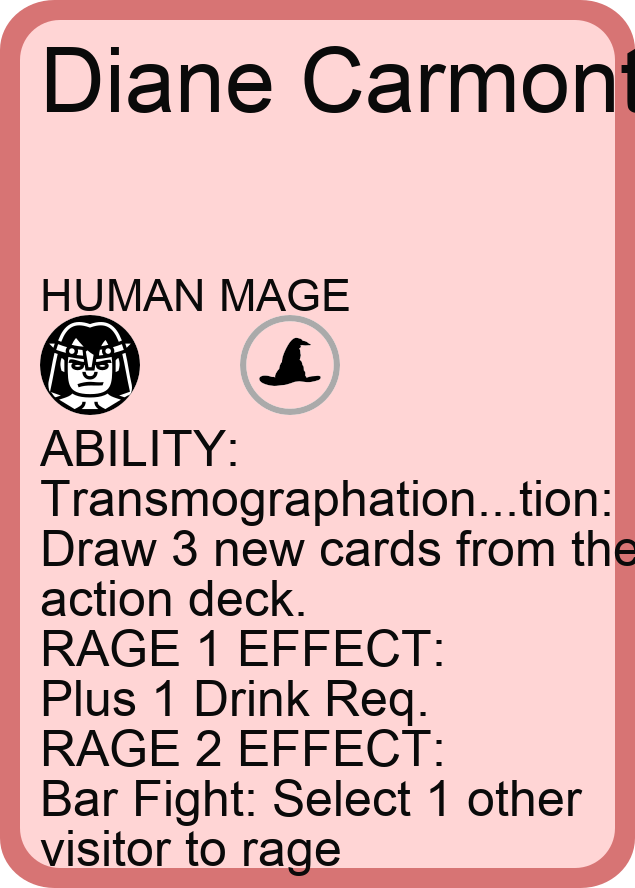 Diane Carmont
HUMAN MAGE
ABILITY:
Transmographation...tion:
Draw 3 new cards from the
action deck.
RAGE 1 EFFECT:
Plus 1 Drink Req.
RAGE 2 EFFECT:
Bar Fight: Select 1 other
visitor to rage